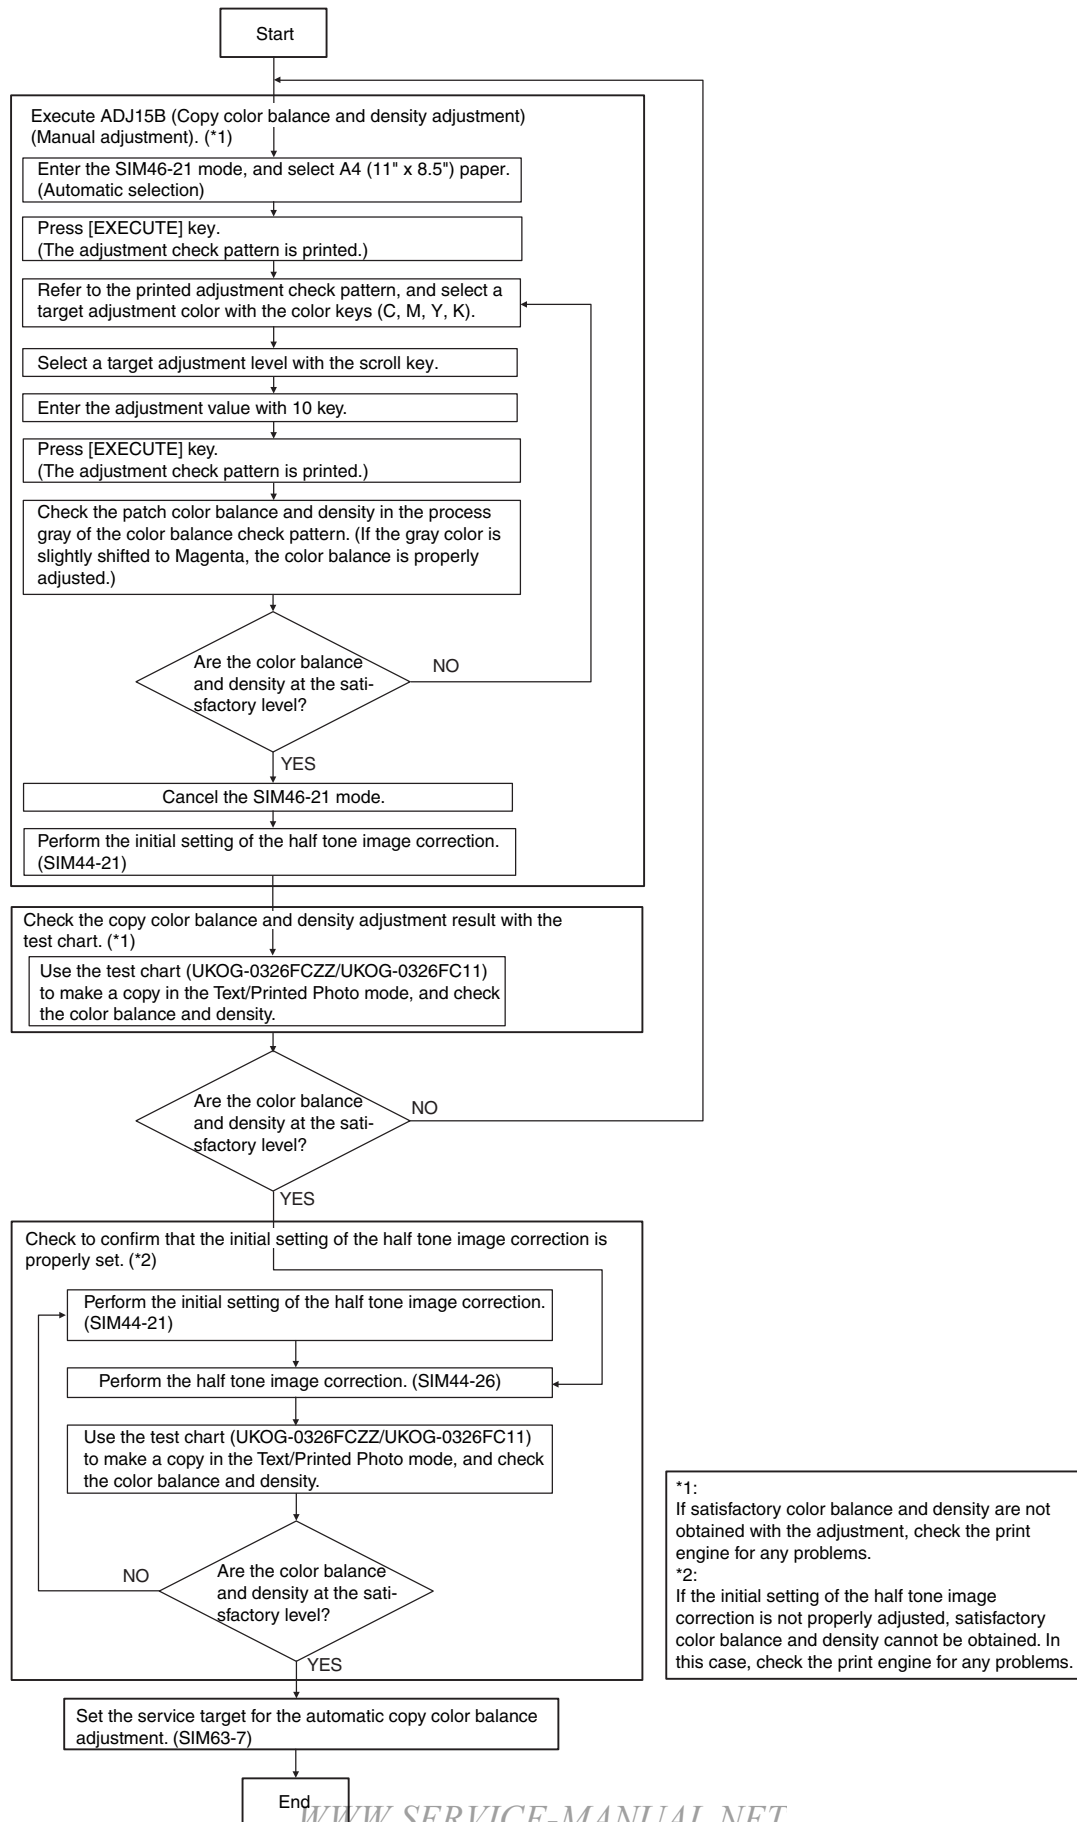 Start
Execute ADJ15B (Copy color balance and density adjustment)
(Manual adjustment). (*1)
Enter the SIM46-21 mode, and select A4 (11" x 8.5") paper.
(Automatic selection)
Press [EXECUTE] key.
(The adjustment check pattern is printed.)
Refer to the printed adjustment check pattern, and select a
target adjustment color with the color keys (C, M, Y, K).
Select a target adjustment level with the scroll key.
Enter the adjustment value with 10 key.
Press [EXECUTE] key.
(The adjustment check pattern is printed.)
Check the patch color balance and density in the process
gray of the color balance check pattern. (If the gray color is
slightly shifted to Magenta, the color balance is properly
adjusted.)
Are the color balance
and density at the sati-
sfactory level?
NO
YES
Cancel the SIM46-21 mode.
Perform the initial setting of the half tone image correction.
(SIM44-21)
Check the copy color balance and density adjustment result with the
test chart. (*1)
Use the test chart (UKOG-0326FCZZ/UKOG-0326FC11)
to make a copy in the Text/Printed Photo mode, and check
the color balance and density.
Are the color balance
and density at the sati-
sfactory level?
NO
YES
Check to confirm that the initial setting of the half tone image correction is
properly set. (*2)
Perform the initial setting of the half tone image correction.
(SIM44-21)
Perform the half tone image correction. (SIM44-26)
Use the test chart (UKOG-0326FCZZ/UKOG-0326FC11)
to make a copy in the Text/Printed Photo mode, and check
the color balance and density.
Are the color balance
and density at the sati-
sfactory level?
NO
YES
Set the service target for the automatic copy color balance
adjustment. (SIM63-7)
End
*1:
If satisfactory color balance and density are not
obtained with the adjustment, check the print
engine for any problems.
*2:
If the initial setting of the half tone image
correction is not properly adjusted, satisfactory
color balance and density cannot be obtained. In
this case, check the print engine for any problems.
WWW.SERVICE-MANUAL.NET